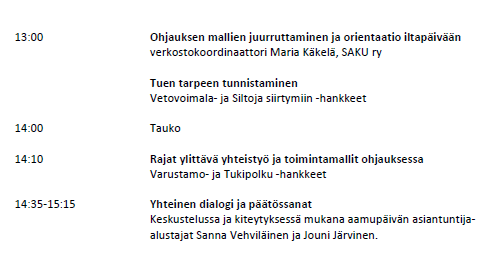 13:00 Ohjauksen mallien juurruttaminen ja orientaatio iltapäivään
verkostokoordinaattori Maria Käkelä, SAKU ry
Tuen tarpeen tunnistaminen
Vetovoimala- ja Siltoja siirtymiin -hankkeet
14:00 Tauko
14:10 Rajat ylittävä yhteistyö ja toimintamallit ohjauksessa
Varustamo- ja Tukipolku -hankkeet
14:35-15:15 Yhteinen dialogi ja päätössanat
Keskustelussa ja kiteytyksessä mukana aamupäivän asiantuntija-
alustajat Sanna Vehviläinen ja Jouni Järvinen.